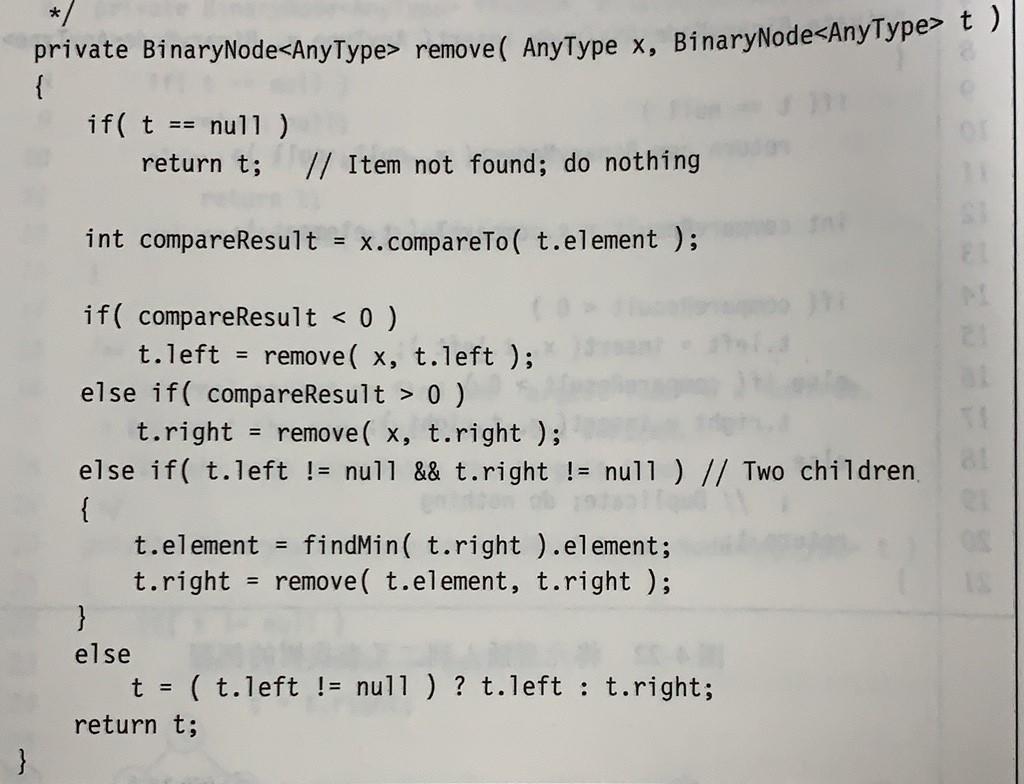 */
private BinaryNode<AnyType> remove( AnyType x, BinaryNode<AnyType> t )
{
if( t == null )
return t; // Item not found; do nothing
int compareResult = x.compareTo( t.element );
if( compareResult < 0 )
t.left = remove( x, t.left );
else if( compareResult > 0 )
t.right = remove( x, t.right );
else if( t.left != null && t.right != null ) // Two children
{
t.element = findMin( t.right ).element;
t.right = remove( t.element, t.right );
}
else
t = ( t.left != null ) ? t.left : t.right;
return t;
}